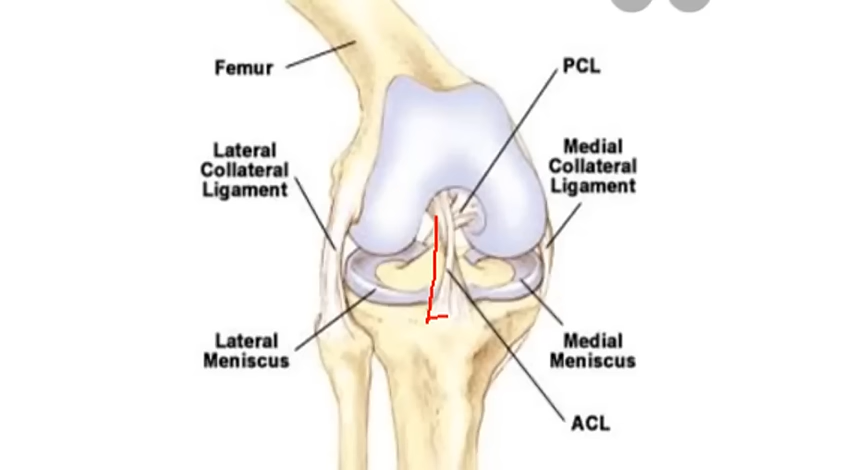 Femur
PCL
Lateral
Collateral
Ligament
Medial
Collateral
Ligament
Lateral
Meniscus
Medial
Meniscus
ACL